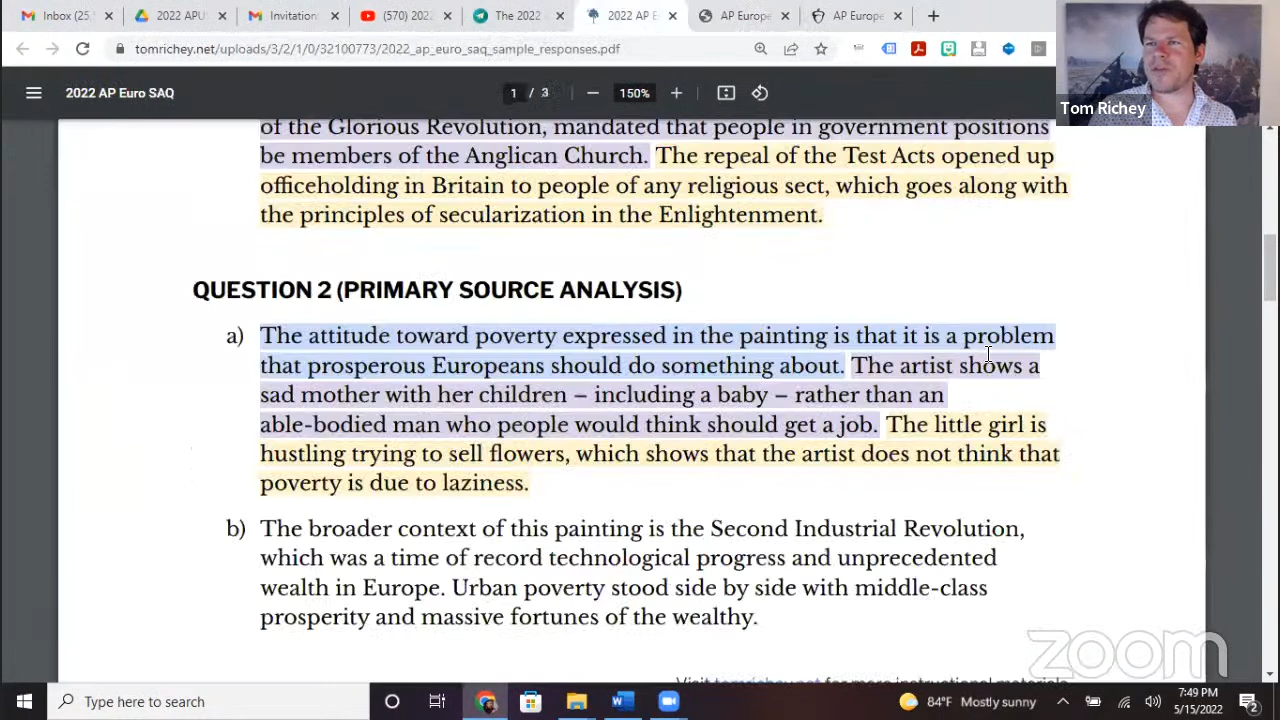 Inbox (25
2022 APU
Invitation
(570) 2022
The 2022
2022 AP E
AP Europe
AP Europe
tomrichey.net/uploads/3/2/1/0/32100773/2022_ap_euro_saq_sample_responses.pdf
2022 AP Euro SAQ
1 / 3
150%
Tom Richey
of the Glorious Revolution, mandated that people in government positions
be members of the Anglican Church. The repeal of the Test Acts opened up
officeholding in Britain to people of any religious sect, which goes along with
the principles of secularization in the Enlightenment.
QUESTION 2 (PRIMARY SOURCE ANALYSIS)
a) The attitude toward poverty expressed in the painting is that it is a problem
that prosperous Europeans should do something about. The artist shows a
sad mother with her children – including a baby – rather than an
able-bodied man who people would think should get a job. The little girl is
hustling trying to sell flowers, which shows that the artist does not think that
poverty is due to laziness.
b) The broader context of this painting is the Second Industrial Revolution,
which was a time of record technological progress and unprecedented
wealth in Europe. Urban poverty stood side by side with middle-class
prosperity and massive fortunes of the wealthy.
zoom
Visit tomrichey.net for more instructional materials
Type here to search
84°F Mostly sunny
7:49 PM
5/15/2022
2